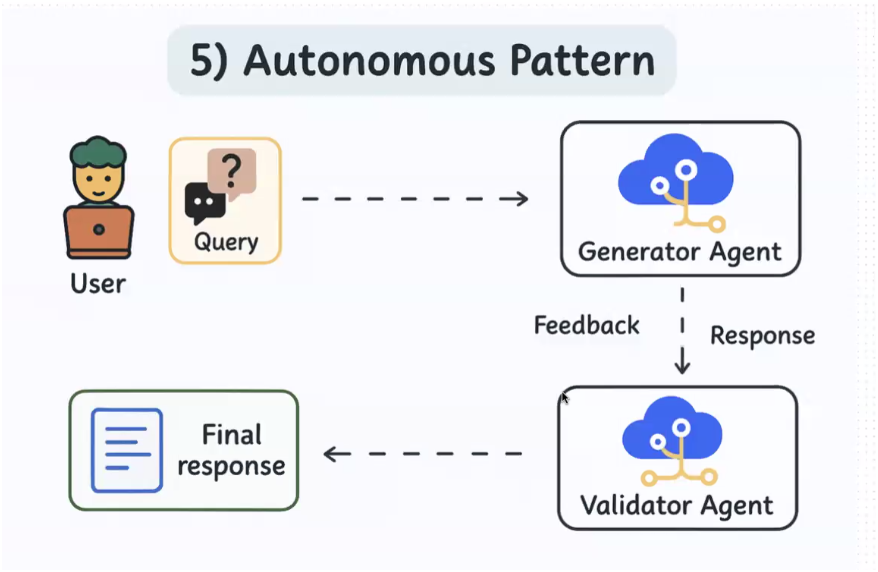 5) Autonomous Pattern
?
Query
User
Generator Agent
Feedback
Response
Final
response
Validator Agent